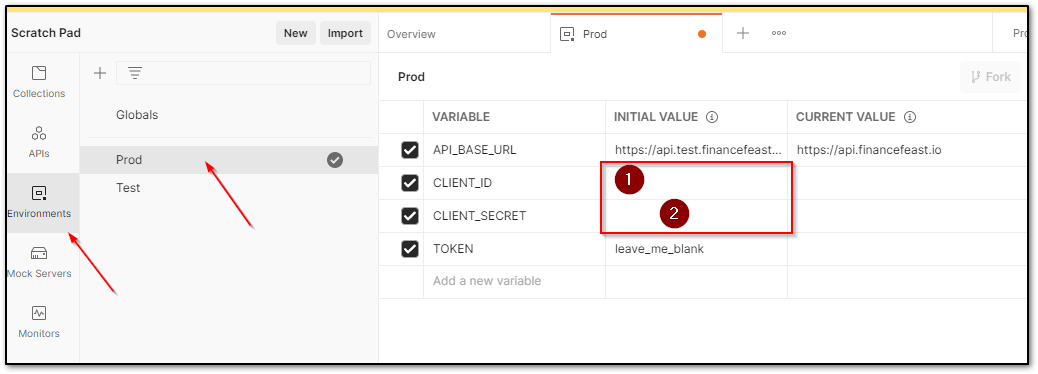 Scratch Pad
New
Import
Overview
Prod
Collections
Globals
Prod
Fork
APIs
VARIABLE
INITIAL VALUE
CURRENT VALUE
Prod
API_BASE_URL
https://api.test.financefeast...
https://api.financefeast.io
Environments
Test
CLIENT_ID
1
CLIENT_SECRET
2
Mock Servers
TOKEN
leave_me_blank
Add a new variable
Monitors